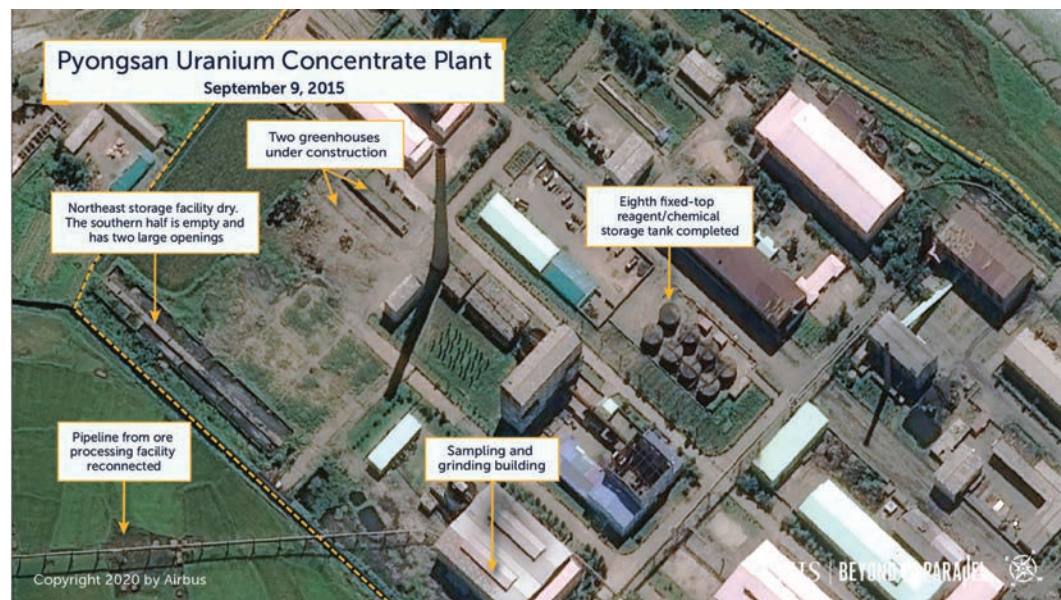 Pyongsan Uranium Concentrate Plant
September 9, 2015
Two greenhouses
under construction
Northeast storage facility dry.
The southern half is empty and
has two large openings
Eighth fixed-top
reagent/chemical
storage tank completed
Pipeline from ore
processing facility
reconnected
Sampling and
grinding building
Copyright 2020 by Airbus
CSIS | BEYOND PARALLEL